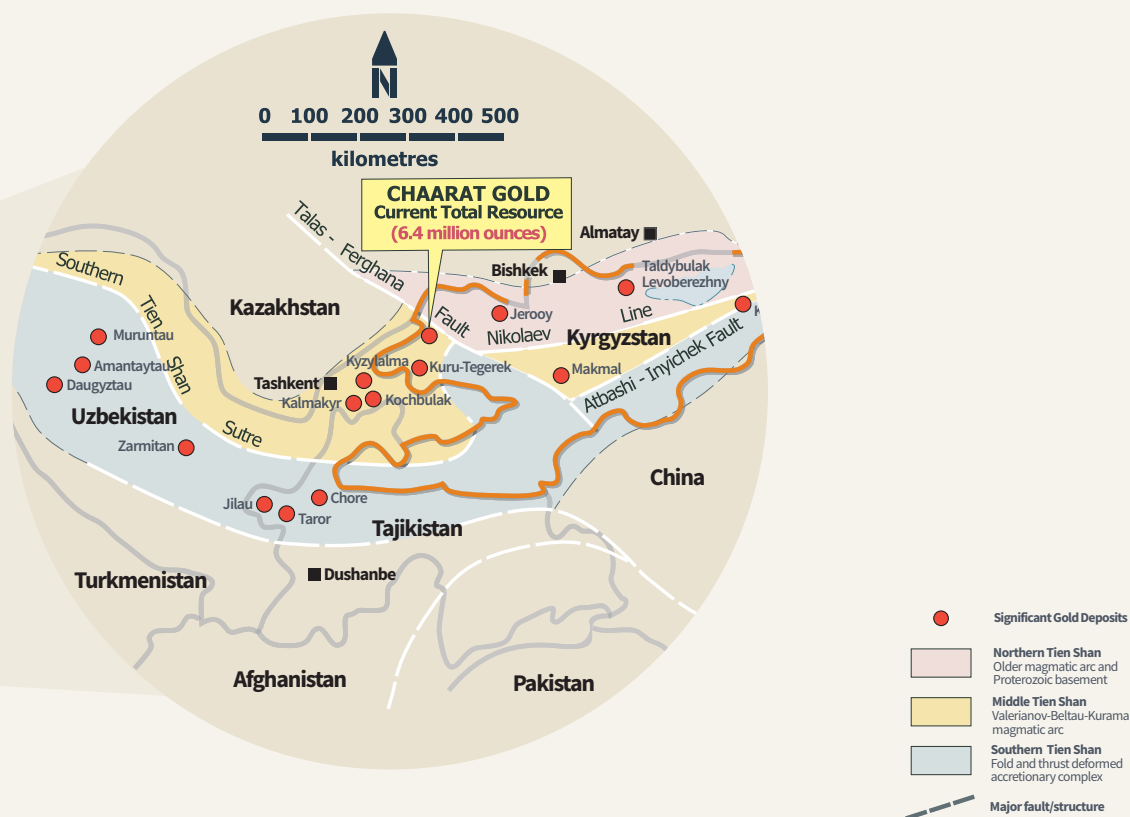 N
0 100 200 300 400 500
kilometres
CHAARAT GOLD
Current Total Resource
(6.4 million ounces)
Talas - Ferghana
Fault
Almatay
Bishkek
Taldybulak
Levoberezhny
Southern
Tien
Shan
Sutre
Kazakhstan
Jerooy
Nikolaev
Line
Kyrgyzstan
K
Muruntau
Amantaytau
Daugyztau
Kyzylalma
Kuru-Tegerek
Makmal
Atbashi - Inyichek Fault
Tashkent
Kalmakyr
Kochbulak
Uzbekistan
Zarmitan
China
Jilau
Chore
Taror
Tajikistan
Turkmenistan
Dushanbe
Afghanistan
Pakistan
Significant Gold Deposits
Northern Tien Shan
Older magmatic arc and
Proterozoic basement
Middle Tien Shan
Valerianov-Beltau-Kurama
magmatic arc
Southern Tien Shan
Fold and thrust deformed
accretionary complex
Major fault/structure